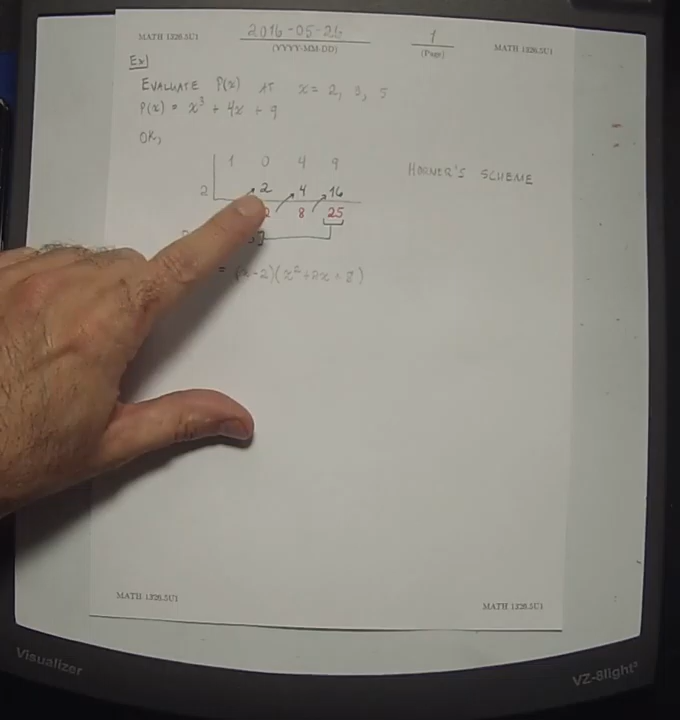 MATH 1326.5U1 2016-05-26 1 MATH 1326.5U1
(YYYY-MM-DD) (Page)
Ex]
EVALUATE P(x) AT x = 2, 3, 5
P(x) = x³ + 4x + 9
OK,
1 0 4 9
HORNER'S SCHEME
2 2 4 16
2 8 25
= (x-2)(x²+2x+8)
MATH 1326.5U1 MATH 1326.5U1
Visualizer VZ-8light³